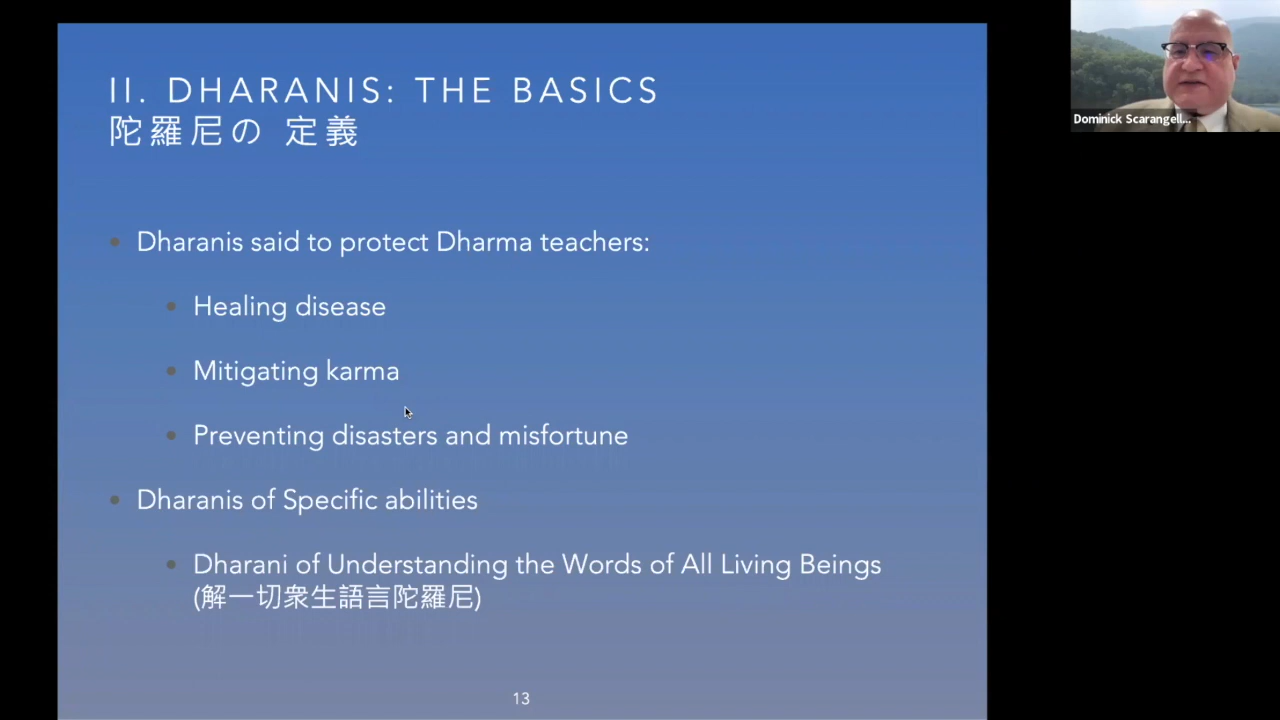 II. DHARANIS: THE BASICS
陀羅尼の 定義
Dharanis said to protect Dharma teachers:
Healing disease
Mitigating karma
Preventing disasters and misfortune
Dharanis of Specific abilities
Dharani of Understanding the Words of All Living Beings
(解一切衆生語言陀羅尼)
13
Dominick Scarangell...